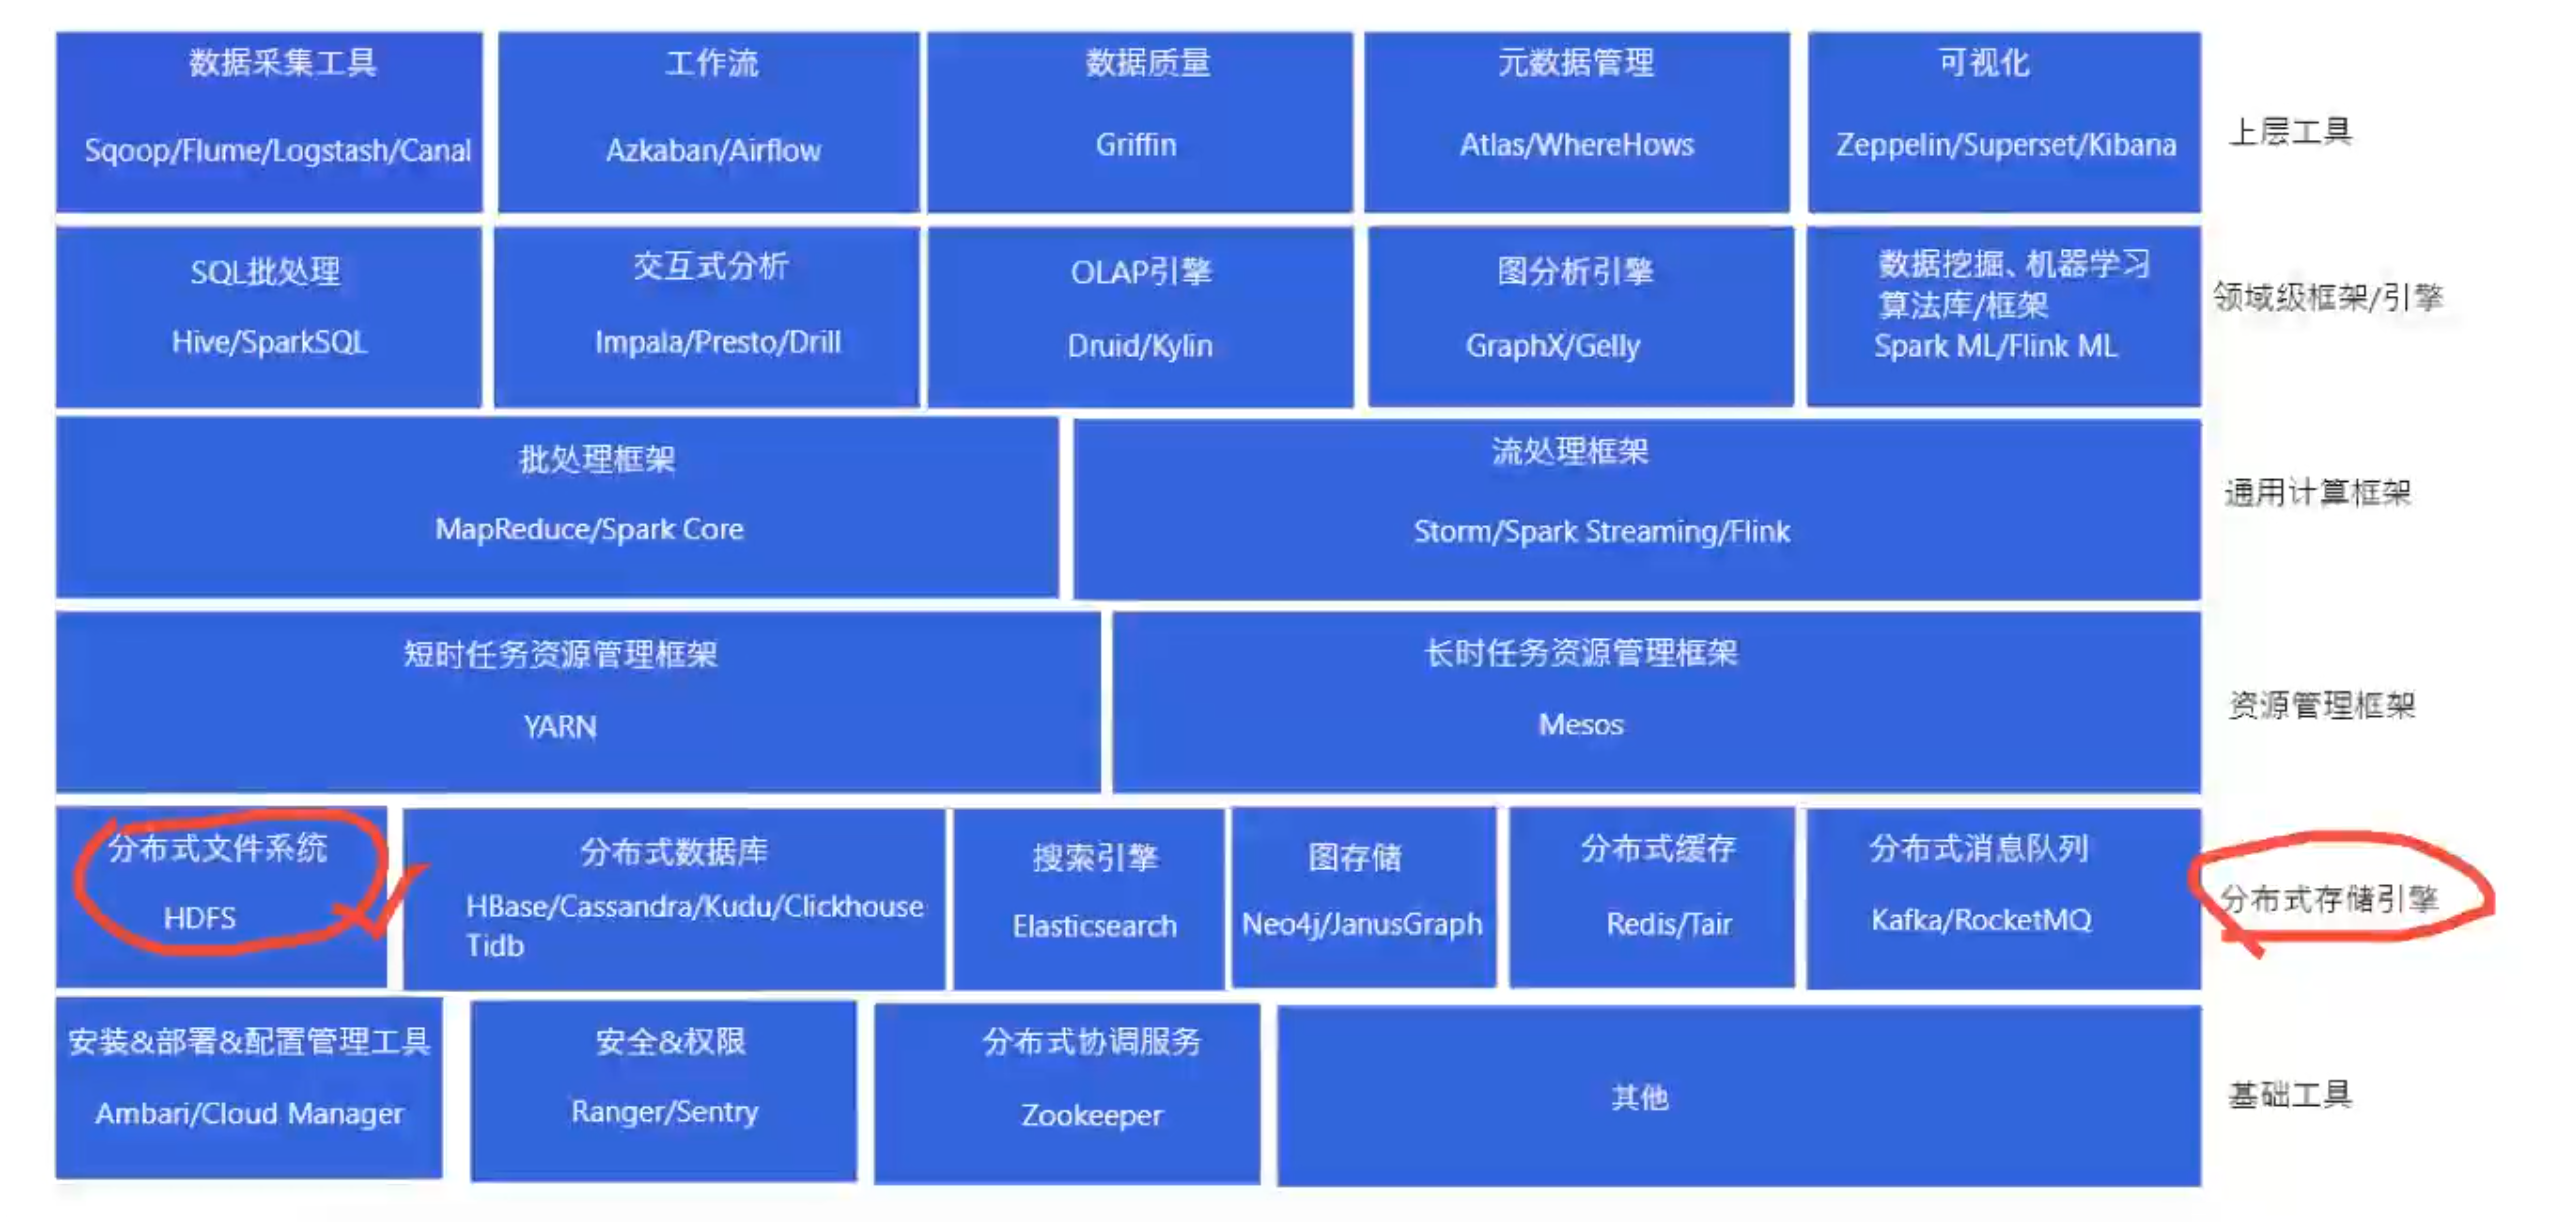 数据采集工具
Sqoop/Flume/Logstash/Canal
工作流
Azkaban/Airflow
数据质量
Griffin
元数据管理
Atlas/WhereHows
可视化
Zeppelin/Superset/Kibana
上层工具
SQL批处理
Hive/SparkSQL
交互式分析
Impala/Presto/Drill
OLAP引擎
Druid/Kylin
图分析引擎
GraphX/Gelly
数据挖掘、机器学习
算法库/框架
Spark ML/Flink ML
领域级框架/引擎
批处理框架
MapReduce/Spark Core
流处理框架
Storm/Spark Streaming/Flink
通用计算框架
短时任务资源管理框架
YARN
长时任务资源管理框架
Mesos
资源管理框架
分布式文件系统
HDFS
分布式数据库
HBase/Cassandra/Kudu/Clickhouse
Tidb
搜索引擎
Elasticsearch
图存储
Neo4j/JanusGraph
分布式缓存
Redis/Tair
分布式消息队列
Kafka/RocketMQ
分布式存储引擎
安装&部署&配置管理工具
Ambari/Cloud Manager
安全&权限
Ranger/Sentry
分布式协调服务
Zookeeper
其他
基础工具